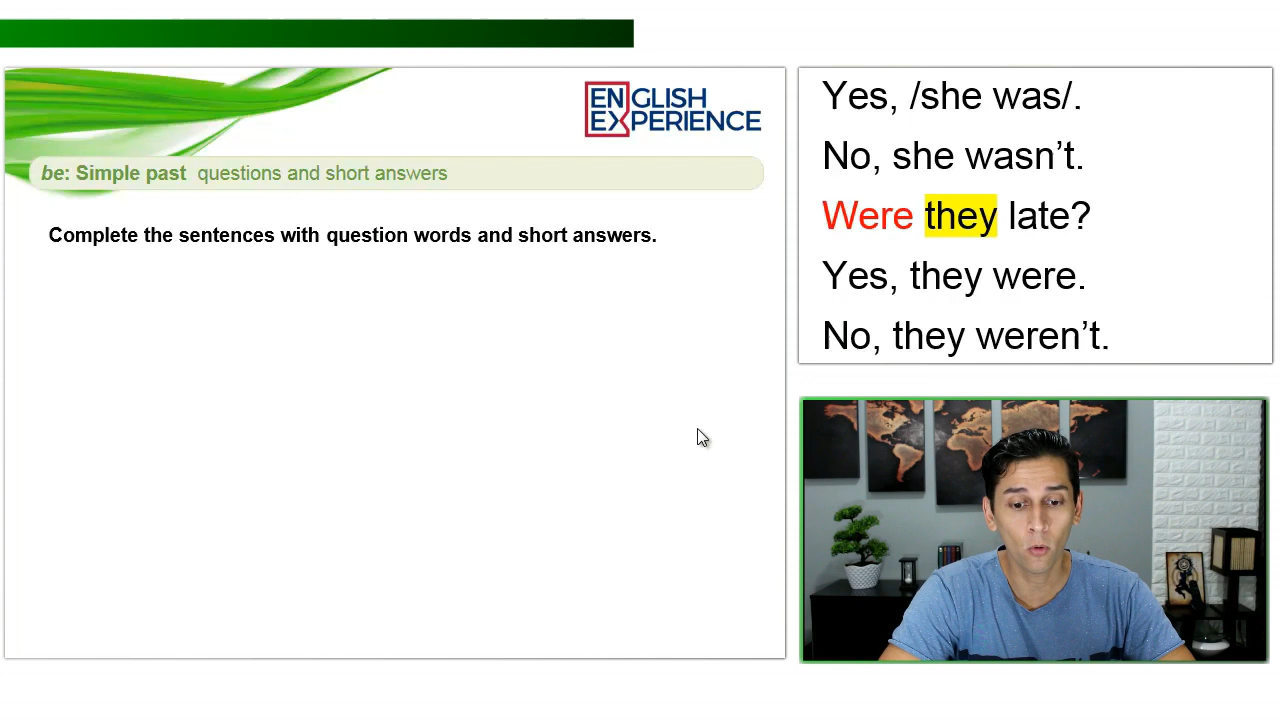 ENGLISH
EXPERIENCE
be: Simple past questions and short answers
Complete the sentences with question words and short answers.
Yes, /she was/.
No, she wasn’t.
Were they late?
Yes, they were.
No, they weren’t.